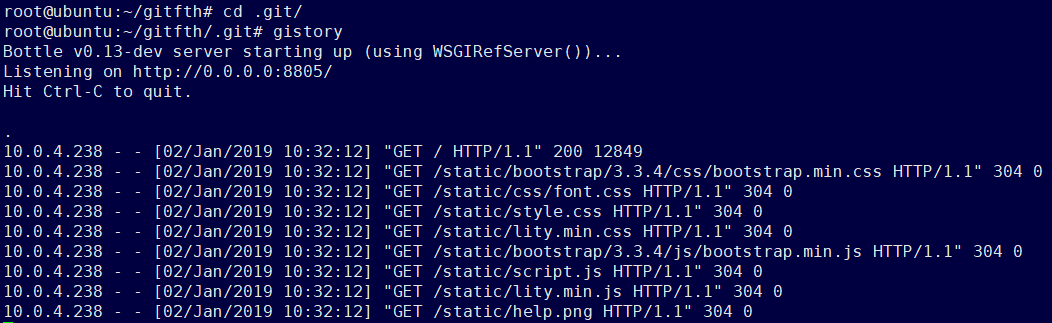 root@ubuntu:~/gitfth# cd .git/
root@ubuntu:~/gitfth/.git# gistory
Bottle v0.13-dev server starting up (using WSGIRefServer())...
Listening on http://0.0.0.0:8805/
Hit Ctrl-C to quit.
.
10.0.4.238 - - [02/Jan/2019 10:32:12] "GET / HTTP/1.1" 200 12849
10.0.4.238 - - [02/Jan/2019 10:32:12] "GET /static/bootstrap/3.3.4/css/bootstrap.min.css HTTP/1.1" 304 0
10.0.4.238 - - [02/Jan/2019 10:32:12] "GET /static/css/font.css HTTP/1.1" 304 0
10.0.4.238 - - [02/Jan/2019 10:32:12] "GET /static/style.css HTTP/1.1" 304 0
10.0.4.238 - - [02/Jan/2019 10:32:12] "GET /static/lity.min.css HTTP/1.1" 304 0
10.0.4.238 - - [02/Jan/2019 10:32:12] "GET /static/bootstrap/3.3.4/js/bootstrap.min.js HTTP/1.1" 304 0
10.0.4.238 - - [02/Jan/2019 10:32:12] "GET /static/script.js HTTP/1.1" 304 0
10.0.4.238 - - [02/Jan/2019 10:32:12] "GET /static/lity.min.js HTTP/1.1" 304 0
10.0.4.238 - - [02/Jan/2019 10:32:12] "GET /static/help.png HTTP/1.1" 304 0